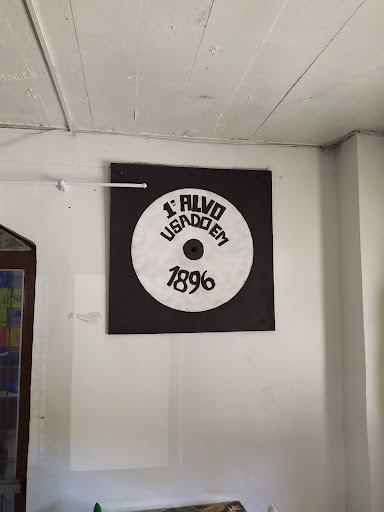 1º ALVO
USADO EM
1896